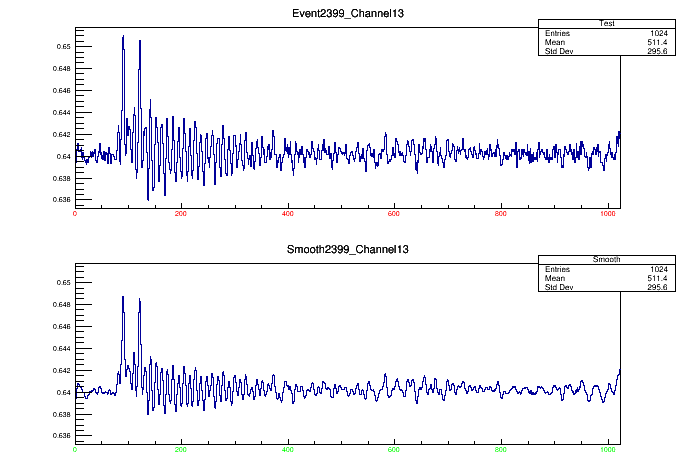 Event2399_Channel13
Test
Entries 1024
Mean 511.4
Std Dev 295.6
0.65
0.648
0.646
0.644
0.642
0.64
0.638
0.636
0 200 400 600 800 1000
Smooth2399_Channel13
Smooth
Entries 1024
Mean 511.4
Std Dev 295.6
0.65
0.648
0.646
0.644
0.642
0.64
0.638
0.636
0 200 400 600 800 1000